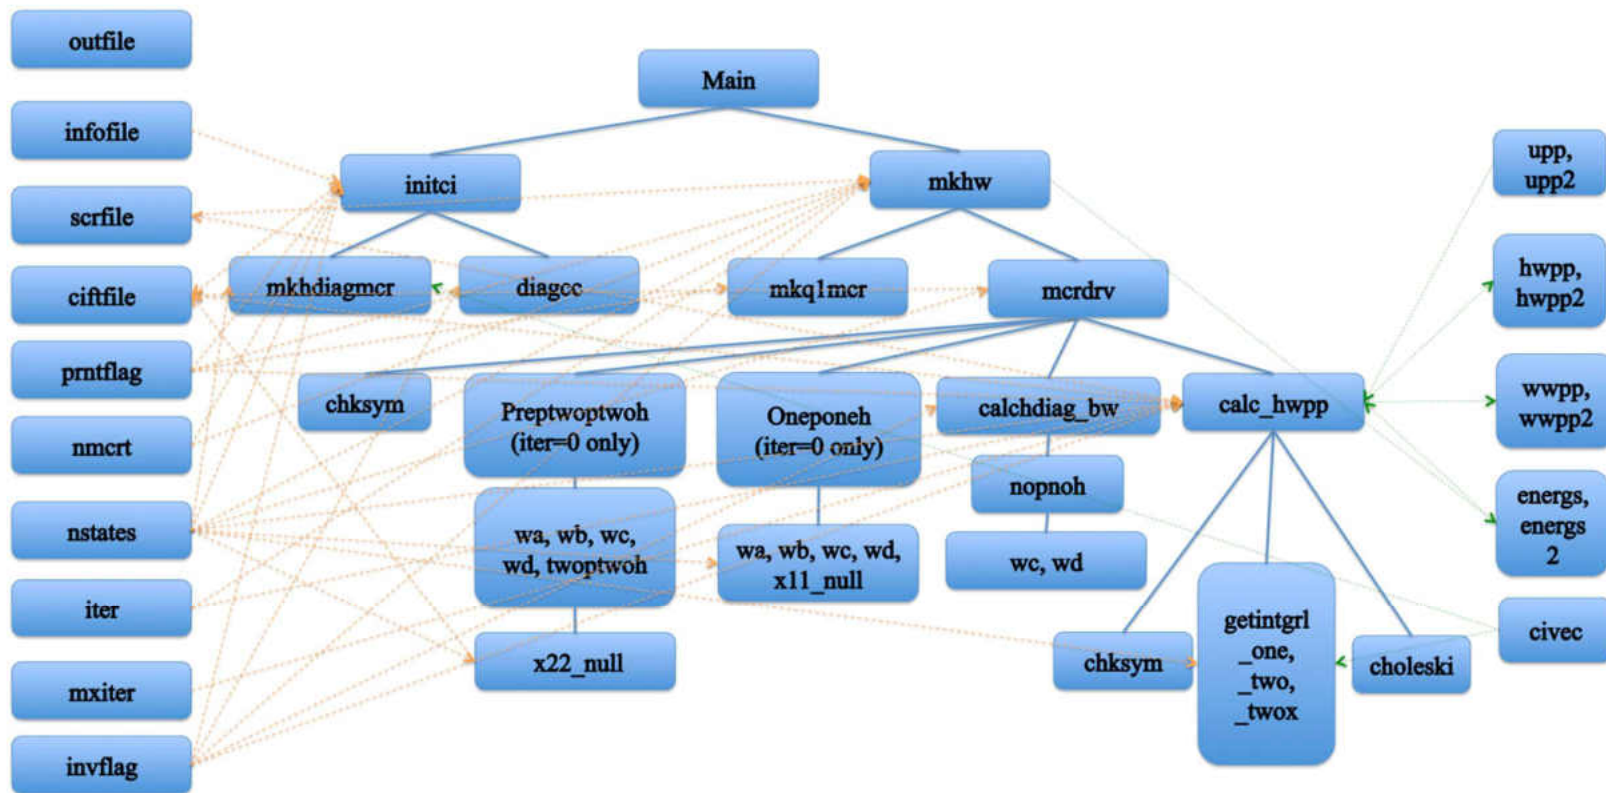 outfile
infofile
scrfile
ciftfile
prntflag
nmcrt
nstates
iter
mxiter
invflag
Main
initci
mkhw
mkhdiagmcr
diagcc
mkq1mcr
mcrdrv
chksym
Preptwoptwoh
(iter=0 only)
Oneponeh
(iter=0 only)
calchdiag_bw
calc_hwpp
wa, wb, wc,
wd, twoptwoh
wa, wb, wc, wd,
x11_null
nopnoh
wc, wd
x22_null
chksym
getintgrl
_one,
_two,
_twox
choleski
upp,
upp2
hwpp,
hwpp2
wwpp,
wwpp2
energs,
energs
2
civec